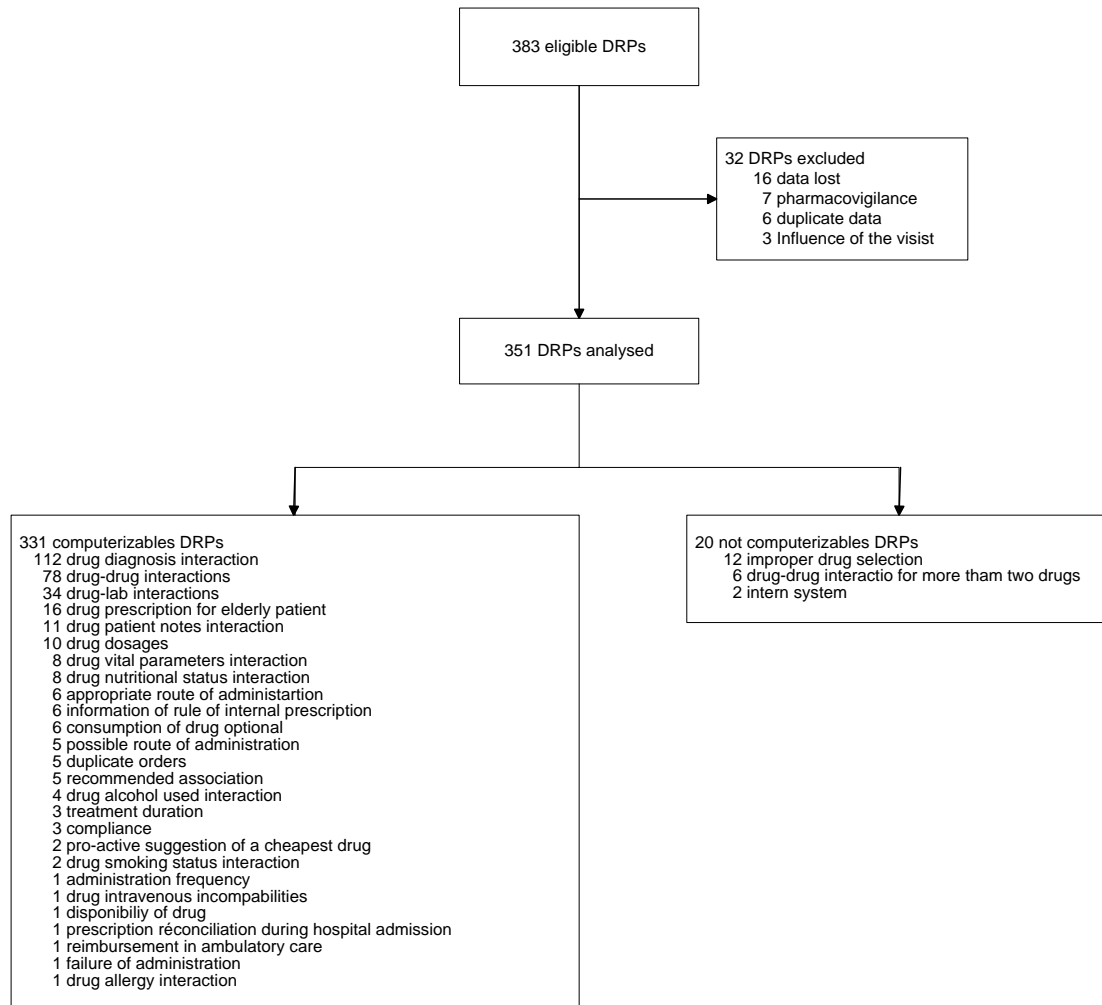 383 eligible DRPs
32 DRPs excluded
16 data lost
7 pharmacovigilance
6 duplicate data
3 Influence of the visist
351 DRPs analysed
331 computerizables DRPs
112 drug diagnosis interaction
78 drug-drug interactions
34 drug-lab interactions
16 drug prescription for elderly patient
11 drug patient notes interaction
10 drug dosages
8 drug vital parameters interaction
8 drug nutritional status interaction
6 appropriate route of administartion
6 information of rule of internal prescription
6 consumption of drug optional
5 possible route of administration
5 duplicate orders
5 recommended association
4 drug alcohol used interaction
3 treatment duration
3 compliance
2 pro-active suggestion of a cheapest drug
2 drug smoking status interaction
1 administration frequency
1 drug intravenous incompabilities
1 disponibiliy of drug
1 prescription réconciliation during hospital admission
1 reimbursement in ambulatory care
1 failure of administration
1 drug allergy interaction
20 not computerizables DRPs
12 improper drug selection
6 drug-drug interactio for more tham two drugs
2 intern system